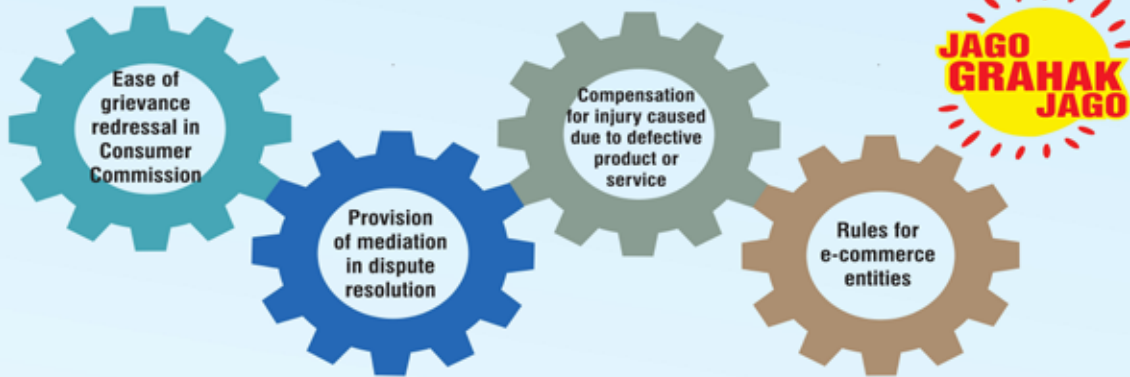 Ease of
grievance
redressal in
Consumer
Commission
Provision
of mediation
in dispute
resolution
Compensation
for injury caused
due to defective
product or
service
Rules for
e-commerce
entities
JAGO
GRAHAK
JAGO